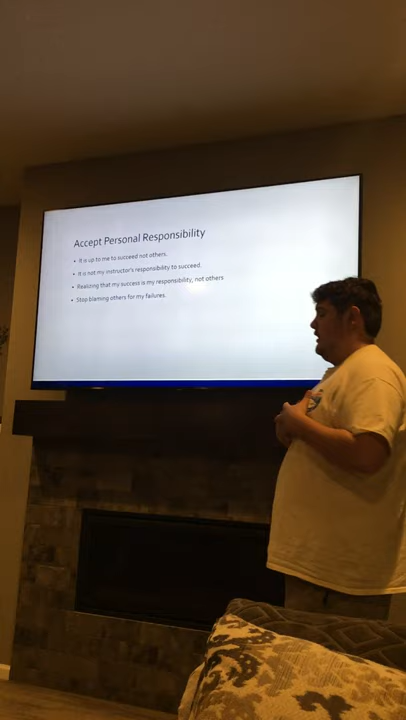 Accept Personal Responsibility
• It is up to me to succeed not others.
• It is not my instructor's responsibility to succeed.
• Realizing that my success is my responsibility, not others
• Stop blaming others for my failures.